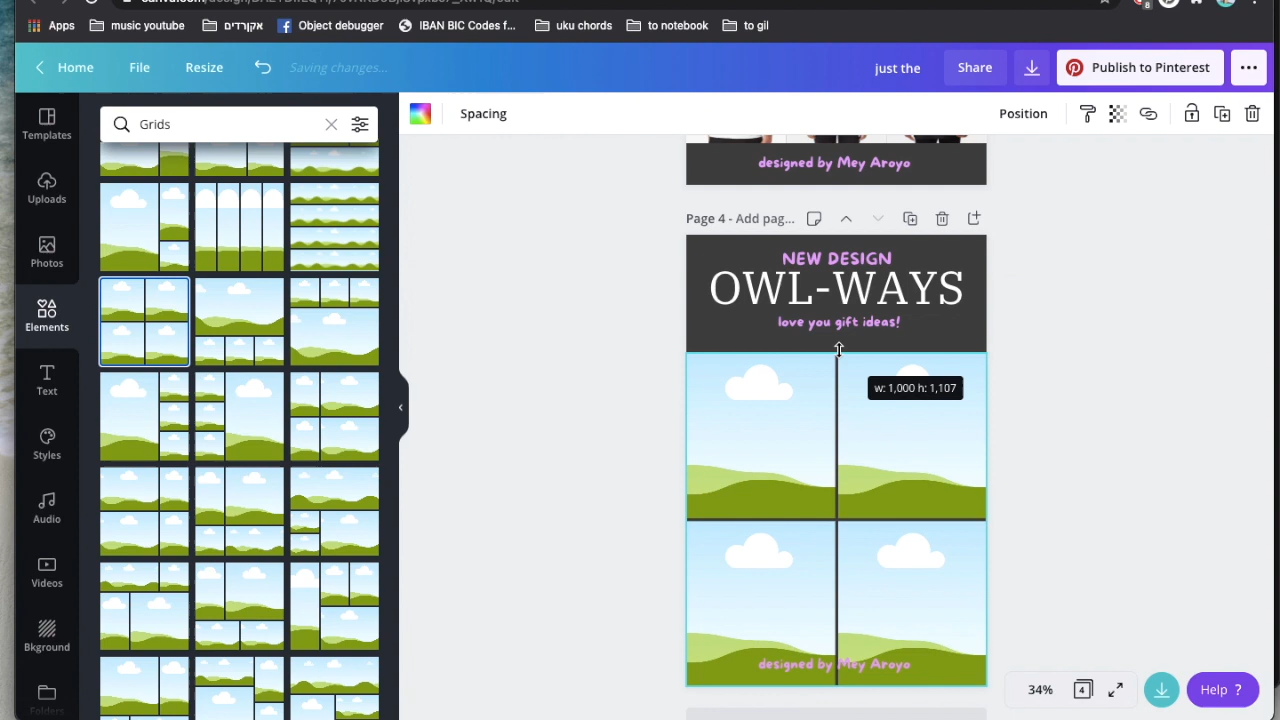 Apps
music youtube
אקורדים
Object debugger
IBAN BIC Codes f...
uku chords
to notebook
to gil
8
Home
File
Resize
Saving changes...
just the
Share
Publish to Pinterest
Templates
Uploads
Photos
Elements
Text
Styles
Audio
Videos
Bkground
Folders
Grids
Spacing
Position
designed by Mey Aroyo
Page 4 - Add pag...
NEW DESIGN
OWL-WAYS
love you gift ideas!
w: 1,000 h: 1,107
designed by Mey Aroyo
34%
4
Help ?